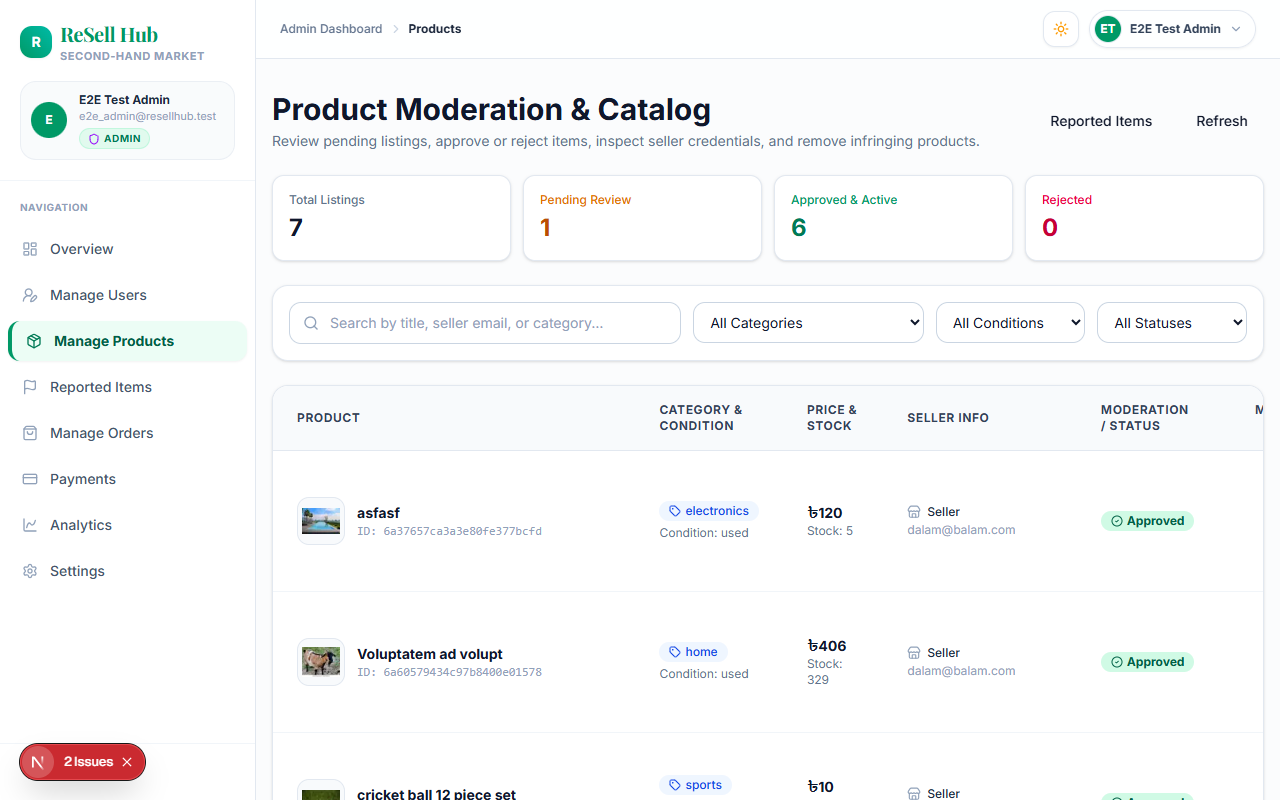 R
ReSell Hub
SECOND-HAND MARKET
E
E2E Test Admin
e2e_admin@resellhub.test
ADMIN
NAVIGATION
Overview
Manage Users
Manage Products
Reported Items
Manage Orders
Payments
Analytics
Settings
N
2 Issues
Admin Dashboard
Products
ET
E2E Test Admin
Product Moderation & Catalog
Review pending listings, approve or reject items, inspect seller credentials, and remove infringing products.
Reported Items
Refresh
Total Listings
7
Pending Review
1
Approved & Active
6
Rejected
0
Search by title, seller email, or category...
All Categories
All Conditions
All Statuses
PRODUCT
CATEGORY &
CONDITION
PRICE &
STOCK
SELLER INFO
MODERATION
/ STATUS
asfasf
ID: 6a37657ca3a3e80fe377bcfd
electronics
Condition: used
৳120
Stock: 5
Seller
dalam@balam.com
Approved
Voluptatem ad volupt
ID: 6a60579434c97b8400e01578
home
Condition: used
৳406
Stock:
329
Seller
dalam@balam.com
Approved
cricket ball 12 piece set
sports
৳10
Seller